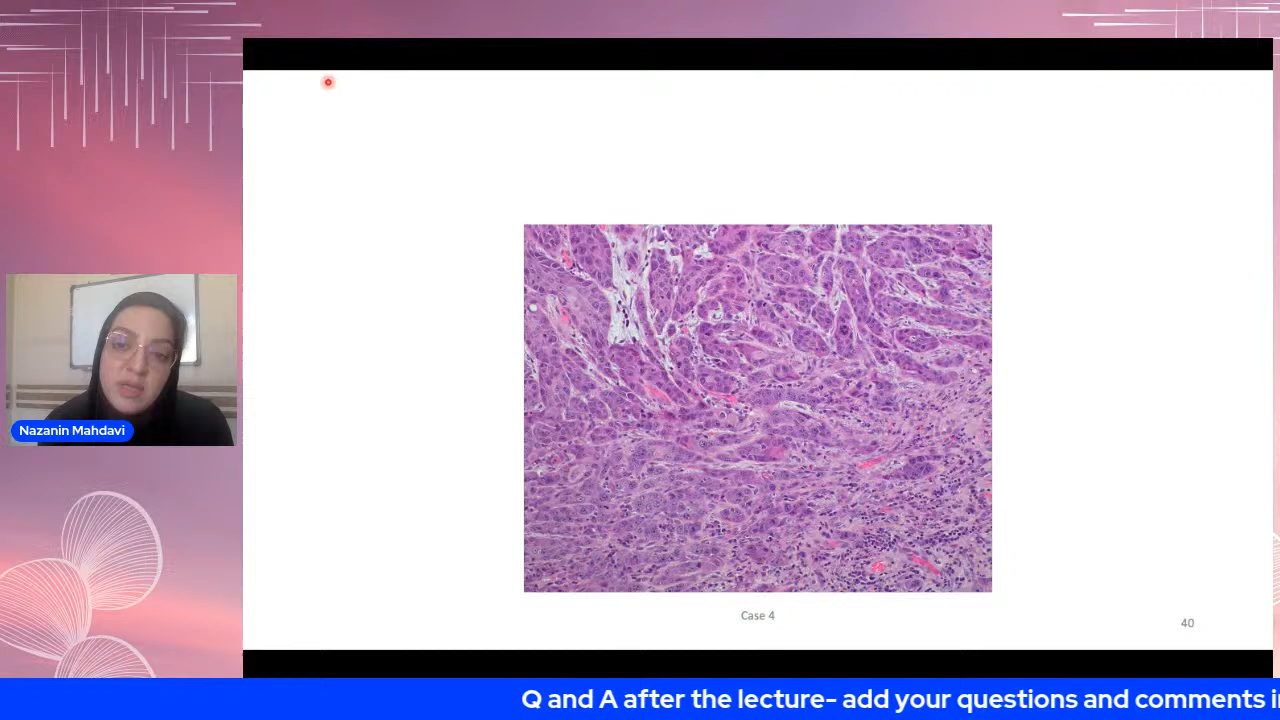 Nazanin Mahdavi
Case 4
40
Q and A after the lecture- add your questions and comments i